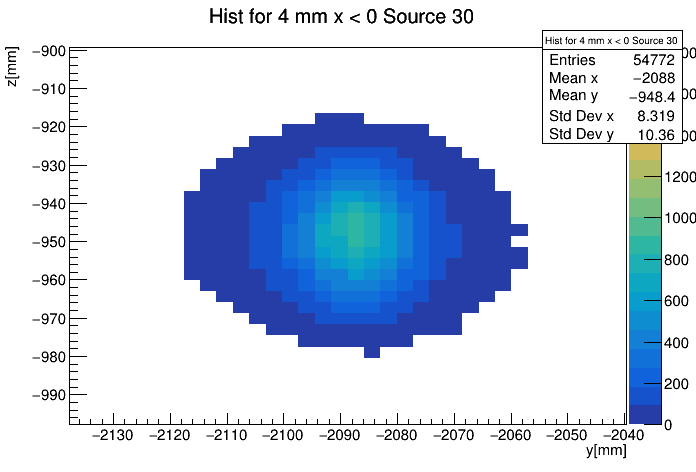 Hist for 4 mm x < 0 Source 30
Hist for 4 mm x < 0 Source 30
Entries 54772
Mean x −2088
Mean y −948.4
Std Dev x 8.319
Std Dev y 10.36
z[mm]
−900
−910
−920
−930
−940
−950
−960
−970
−980
−990
1200
1000
800
600
400
200
0
−2130 −2120 −2110 −2100 −2090 −2080 −2070 −2060 −2050 −2040
y[mm]